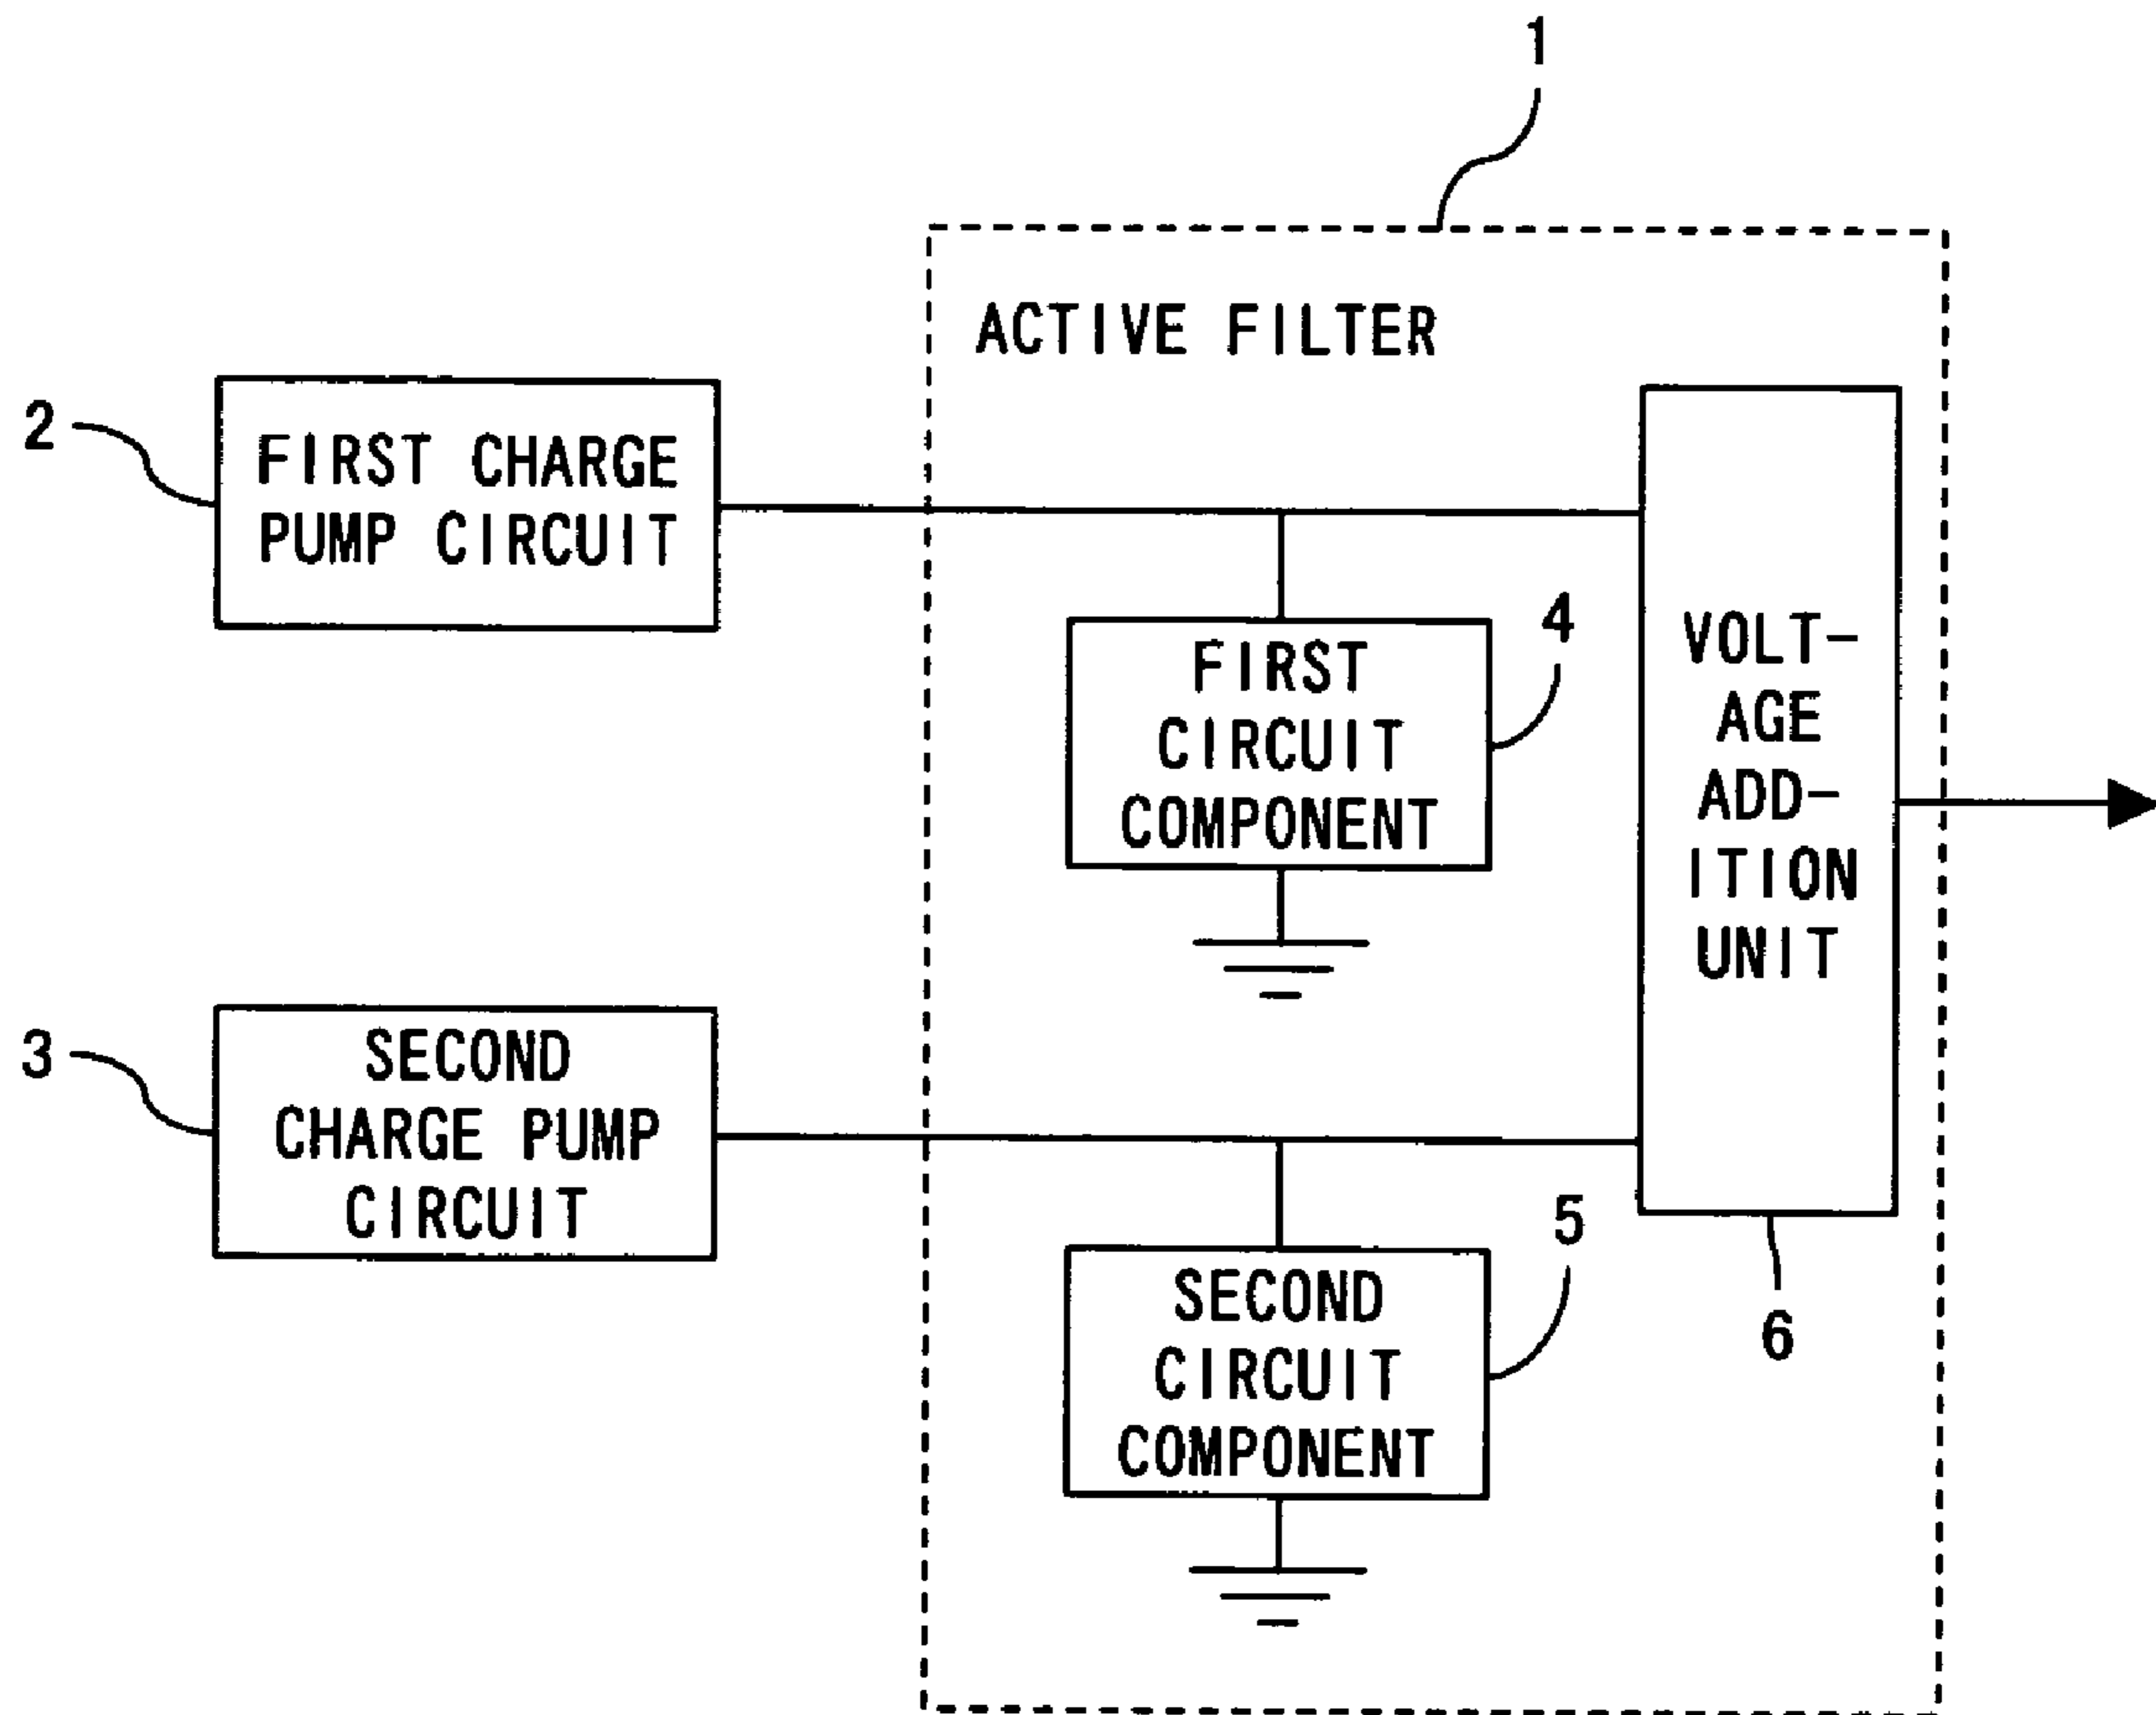 1
ACTIVE FILTER
2
FIRST CHARGE
PUMP CIRCUIT
4
FIRST
CIRCUIT
COMPONENT
VOLT-
AGE
ADD-
ITION
UNIT
3
SECOND
CHARGE PUMP
CIRCUIT
5
SECOND
CIRCUIT
COMPONENT
6